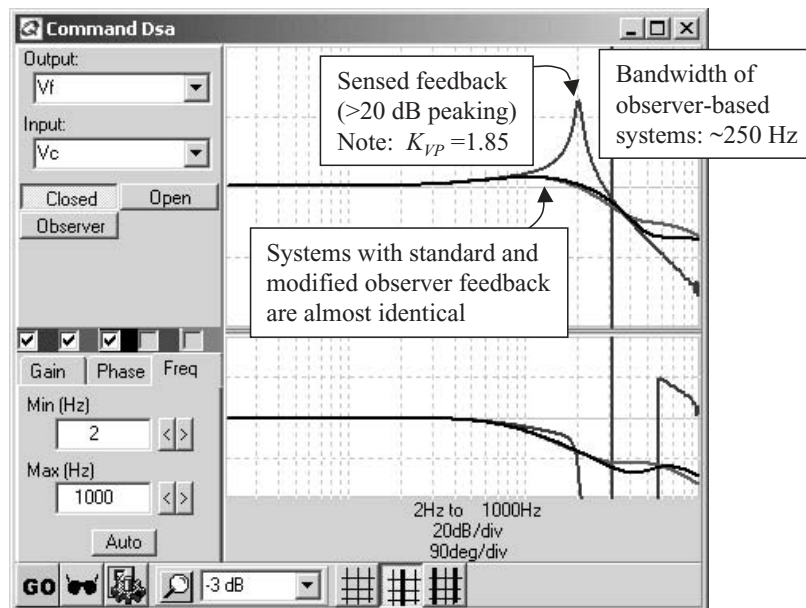 Command Dsa
Output:
Vf
Input:
Vc
Closed
Open
Observer
Sensed feedback
(>20 dB peaking)
Note: K_VP =1.85
Bandwidth of
observer-based
systems: ~250 Hz
Systems with standard and
modified observer feedback
are almost identical
Gain
Phase
Freq
Min (Hz)
2
< >
Max (Hz)
1000
< >
Auto
2Hz to 1000Hz
20dB/div
90deg/div
GO
-3 dB